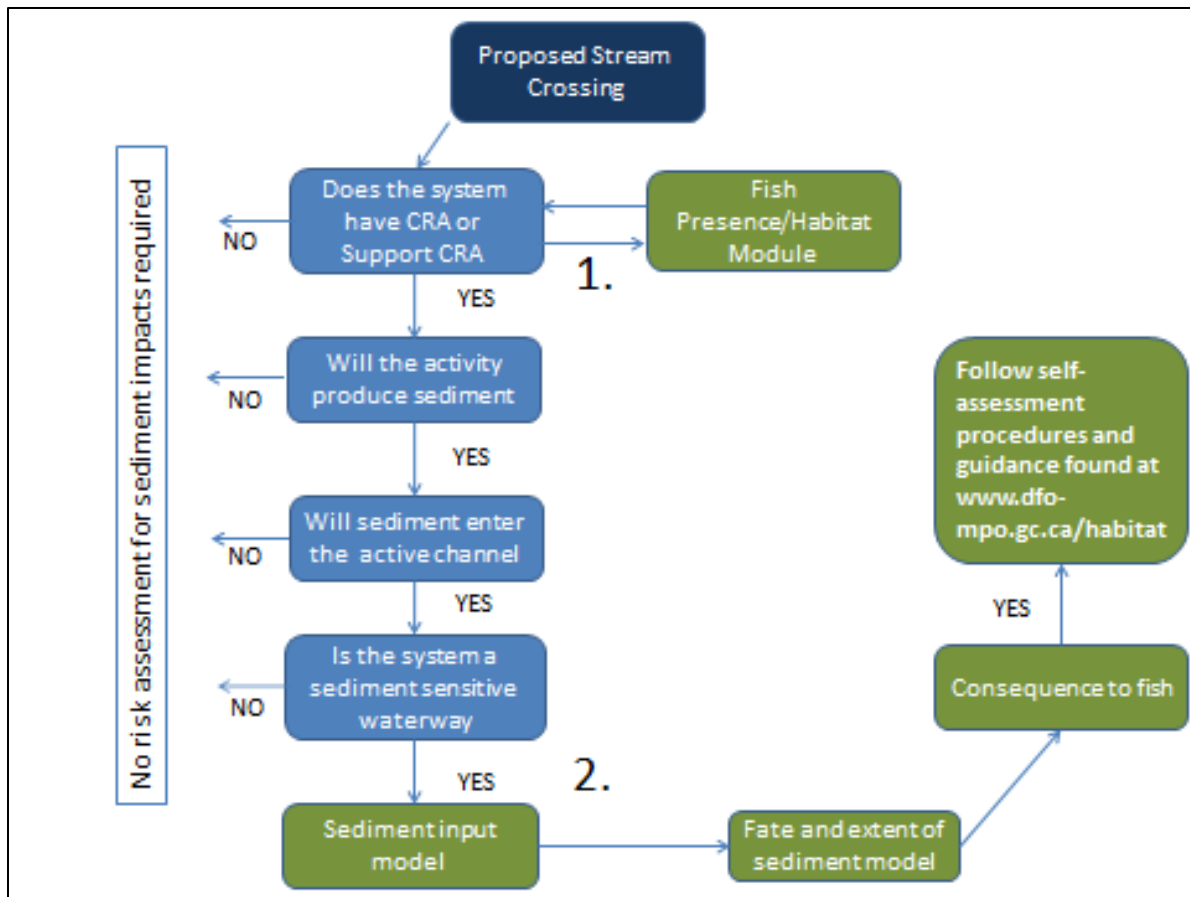 Proposed Stream
Crossing
No risk assessment for sediment impacts required
Does the system
have CRA or
Support CRA
Fish
Presence/Habitat
Module
NO
1.
YES
Will the activity
produce sediment
NO
YES
Will sediment enter
the active channel
NO
YES
Is the system a
sediment sensitive
waterway
NO
YES
2.
Sediment input
model
Fate and extent of
sediment model
Consequence to fish
YES
Follow self-
assessment
procedures and
guidance found at
www.dfo-
mpo.gc.ca/habitat